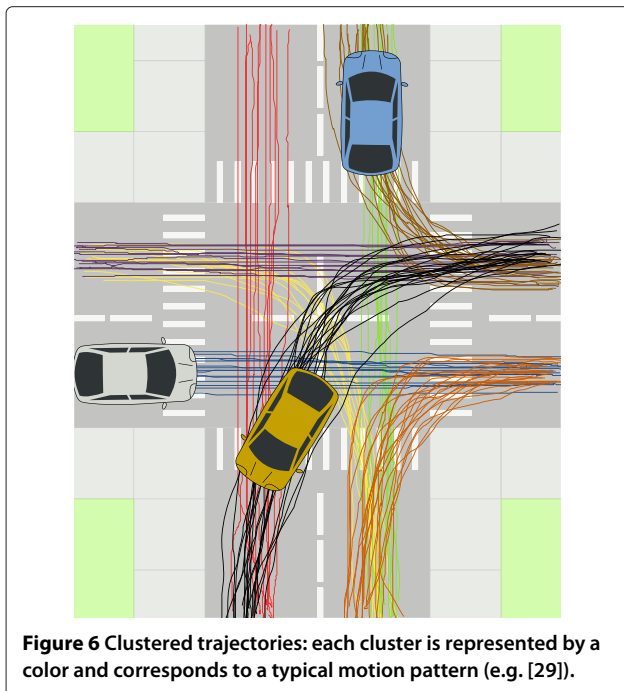 Figure 6 Clustered trajectories: each cluster is represented by a
color and corresponds to a typical motion pattern (e.g. [29]).